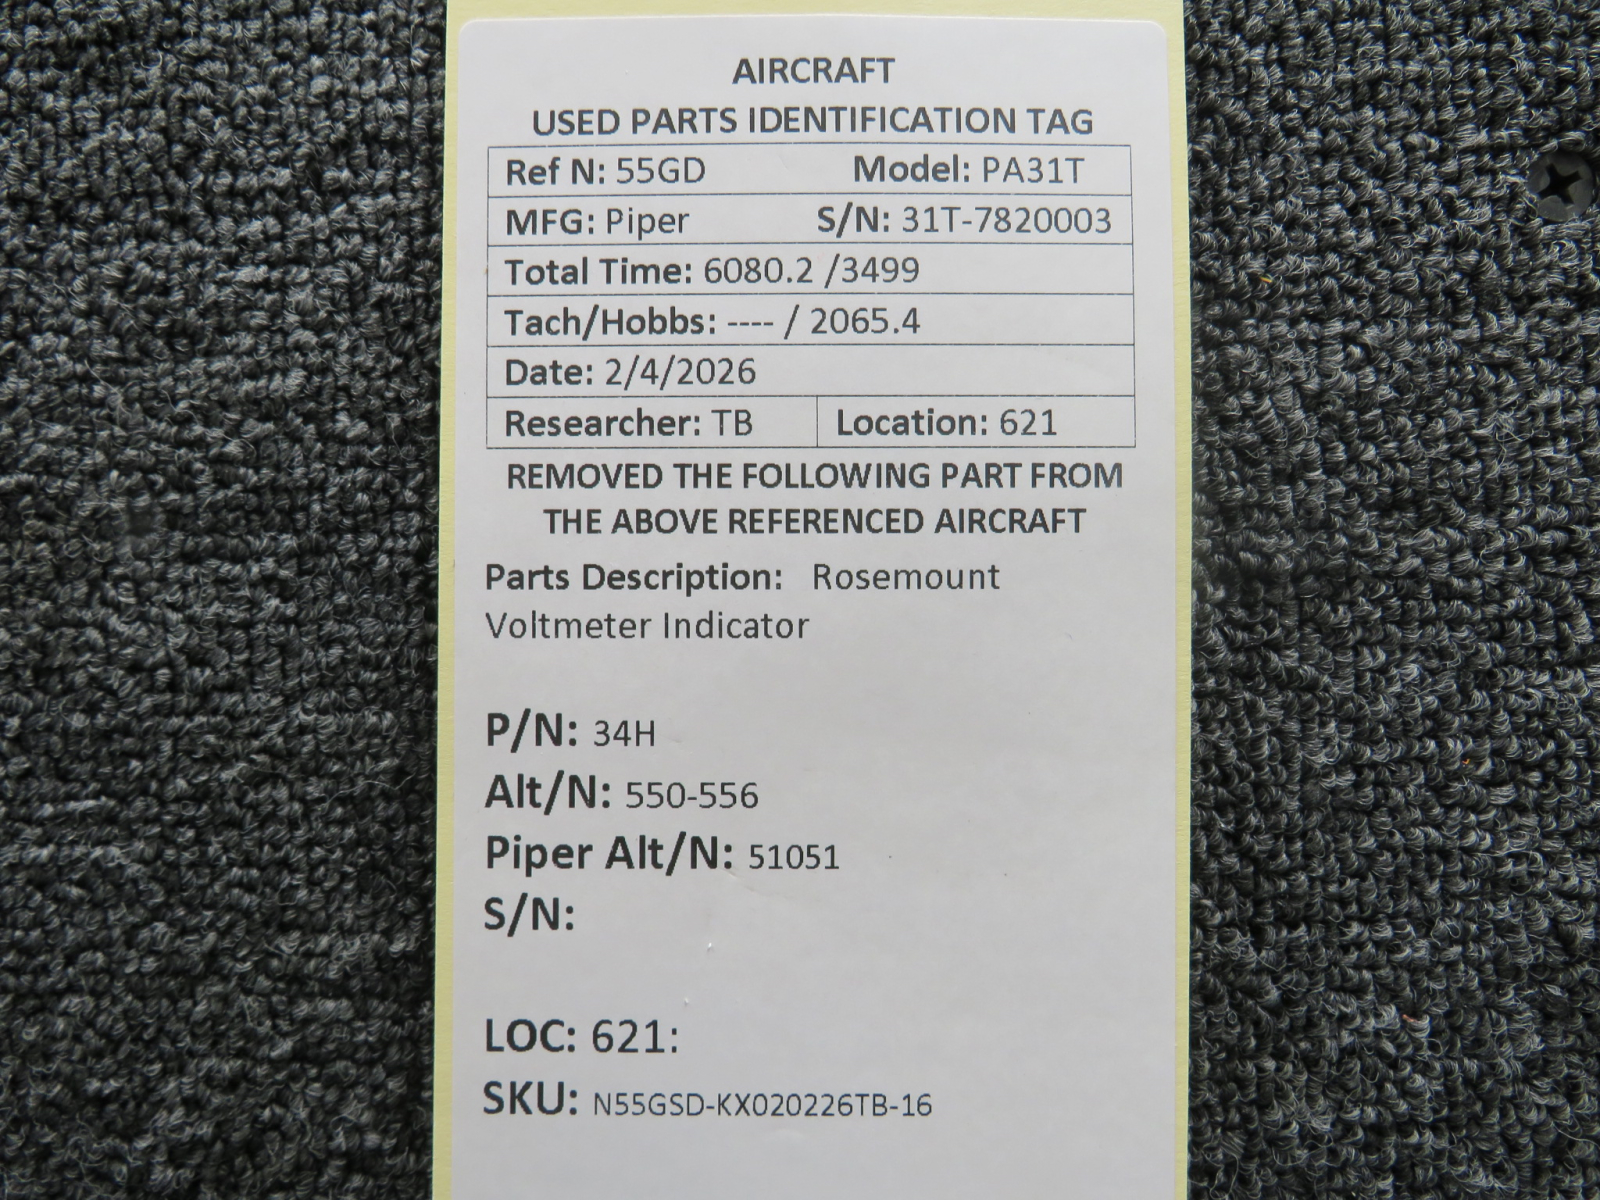 AIRCRAFT
USED PARTS IDENTIFICATION TAG
Ref N: 55GD Model: PA31T
MFG: Piper S/N: 31T-7820003
Total Time: 6080.2 /3499
Tach/Hobbs: ---- / 2065.4
Date: 2/4/2026
Researcher: TB Location: 621
REMOVED THE FOLLOWING PART FROM
THE ABOVE REFERENCED AIRCRAFT
Parts Description: Rosemount
Voltmeter Indicator
P/N: 34H
Alt/N: 550-556
Piper Alt/N: 51051
S/N:
LOC: 621:
SKU: N55GSD-KX020226TB-16